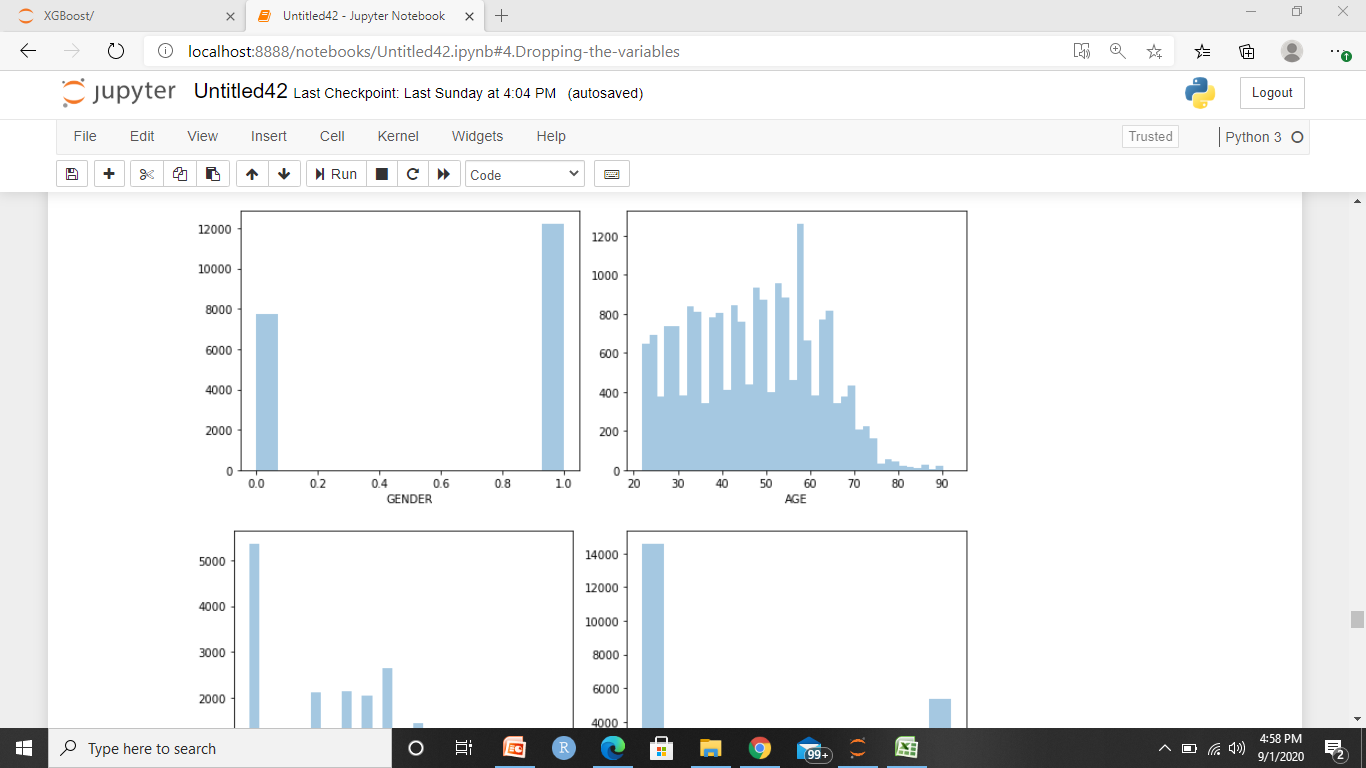 XGBoost/
Untitled42 - Jupyter Notebook
localhost:8888/notebooks/Untitled42.ipynb#4.Dropping-the-variables
jupyter Untitled42 Last Checkpoint: Last Sunday at 4:04 PM (autosaved)
Logout
File Edit View Insert Cell Kernel Widgets Help
Trusted
Python 3
Run
Code
12000
10000
8000
6000
4000
2000
0
0.0 0.2 0.4 0.6 0.8 1.0
GENDER
1200
1000
800
600
400
200
0
20 30 40 50 60 70 80 90
AGE
5000
4000
3000
2000
14000
12000
10000
8000
6000
4000
Type here to search
R
99+
4:58 PM
9/1/2020
2